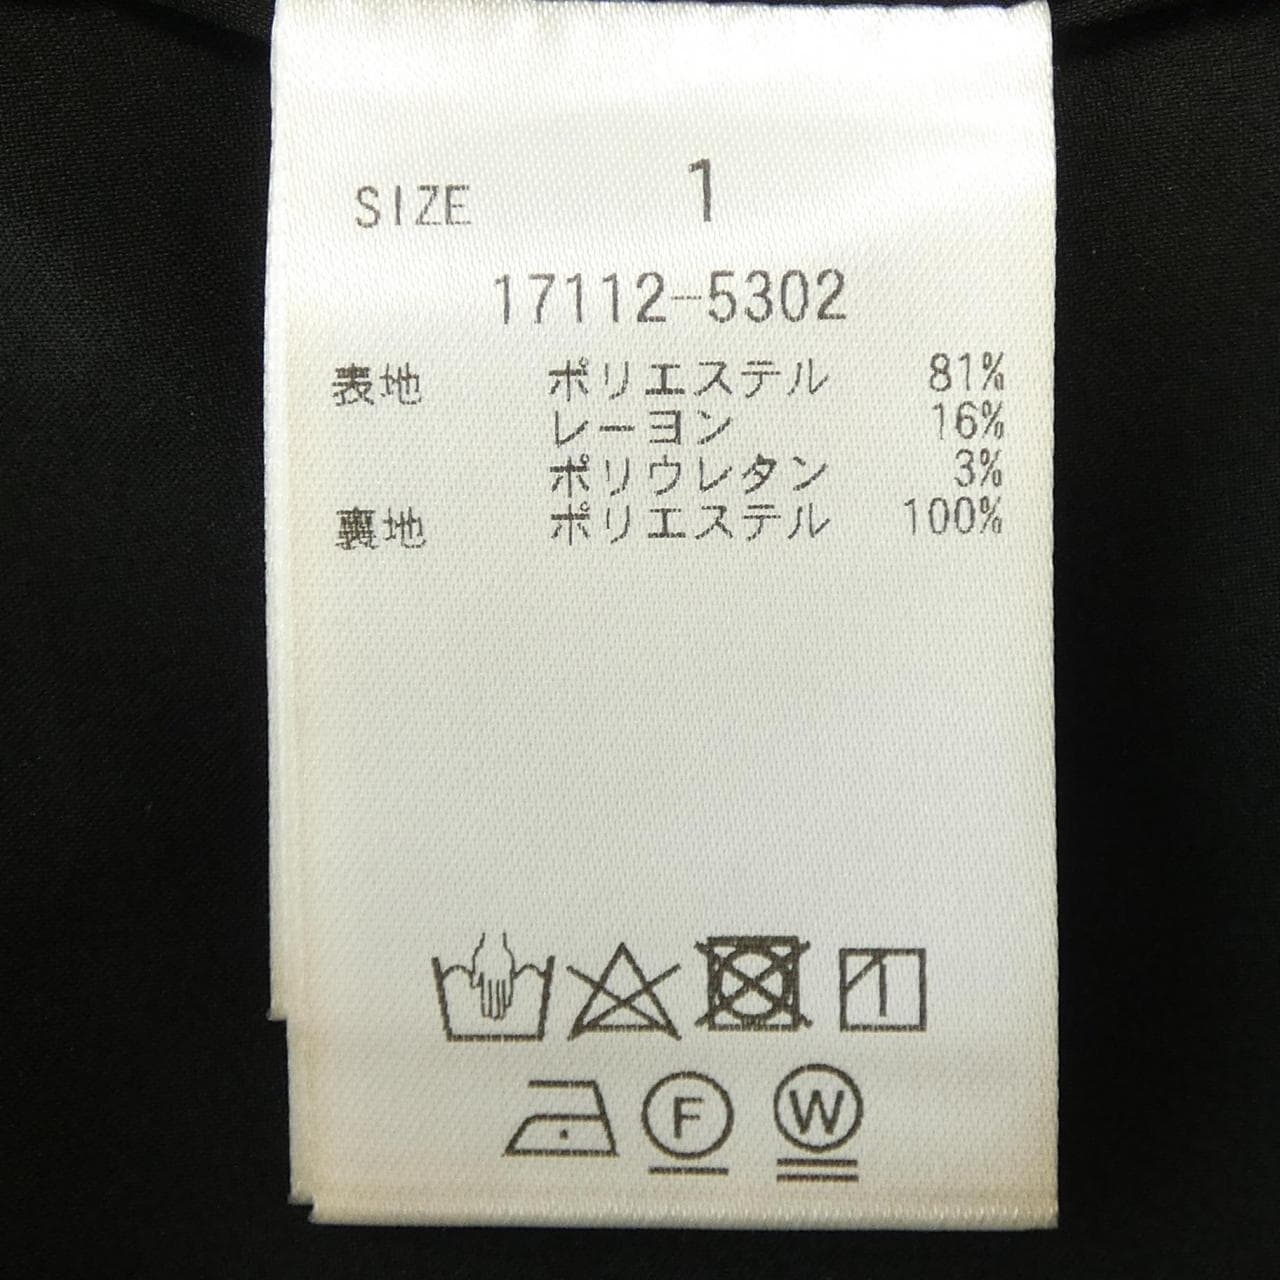 SIZE 1
17112-5302
表地 ポリエステル 81%
レーヨン 16%
ポリウレタン 3%
裏地 ポリエステル 100%
F W